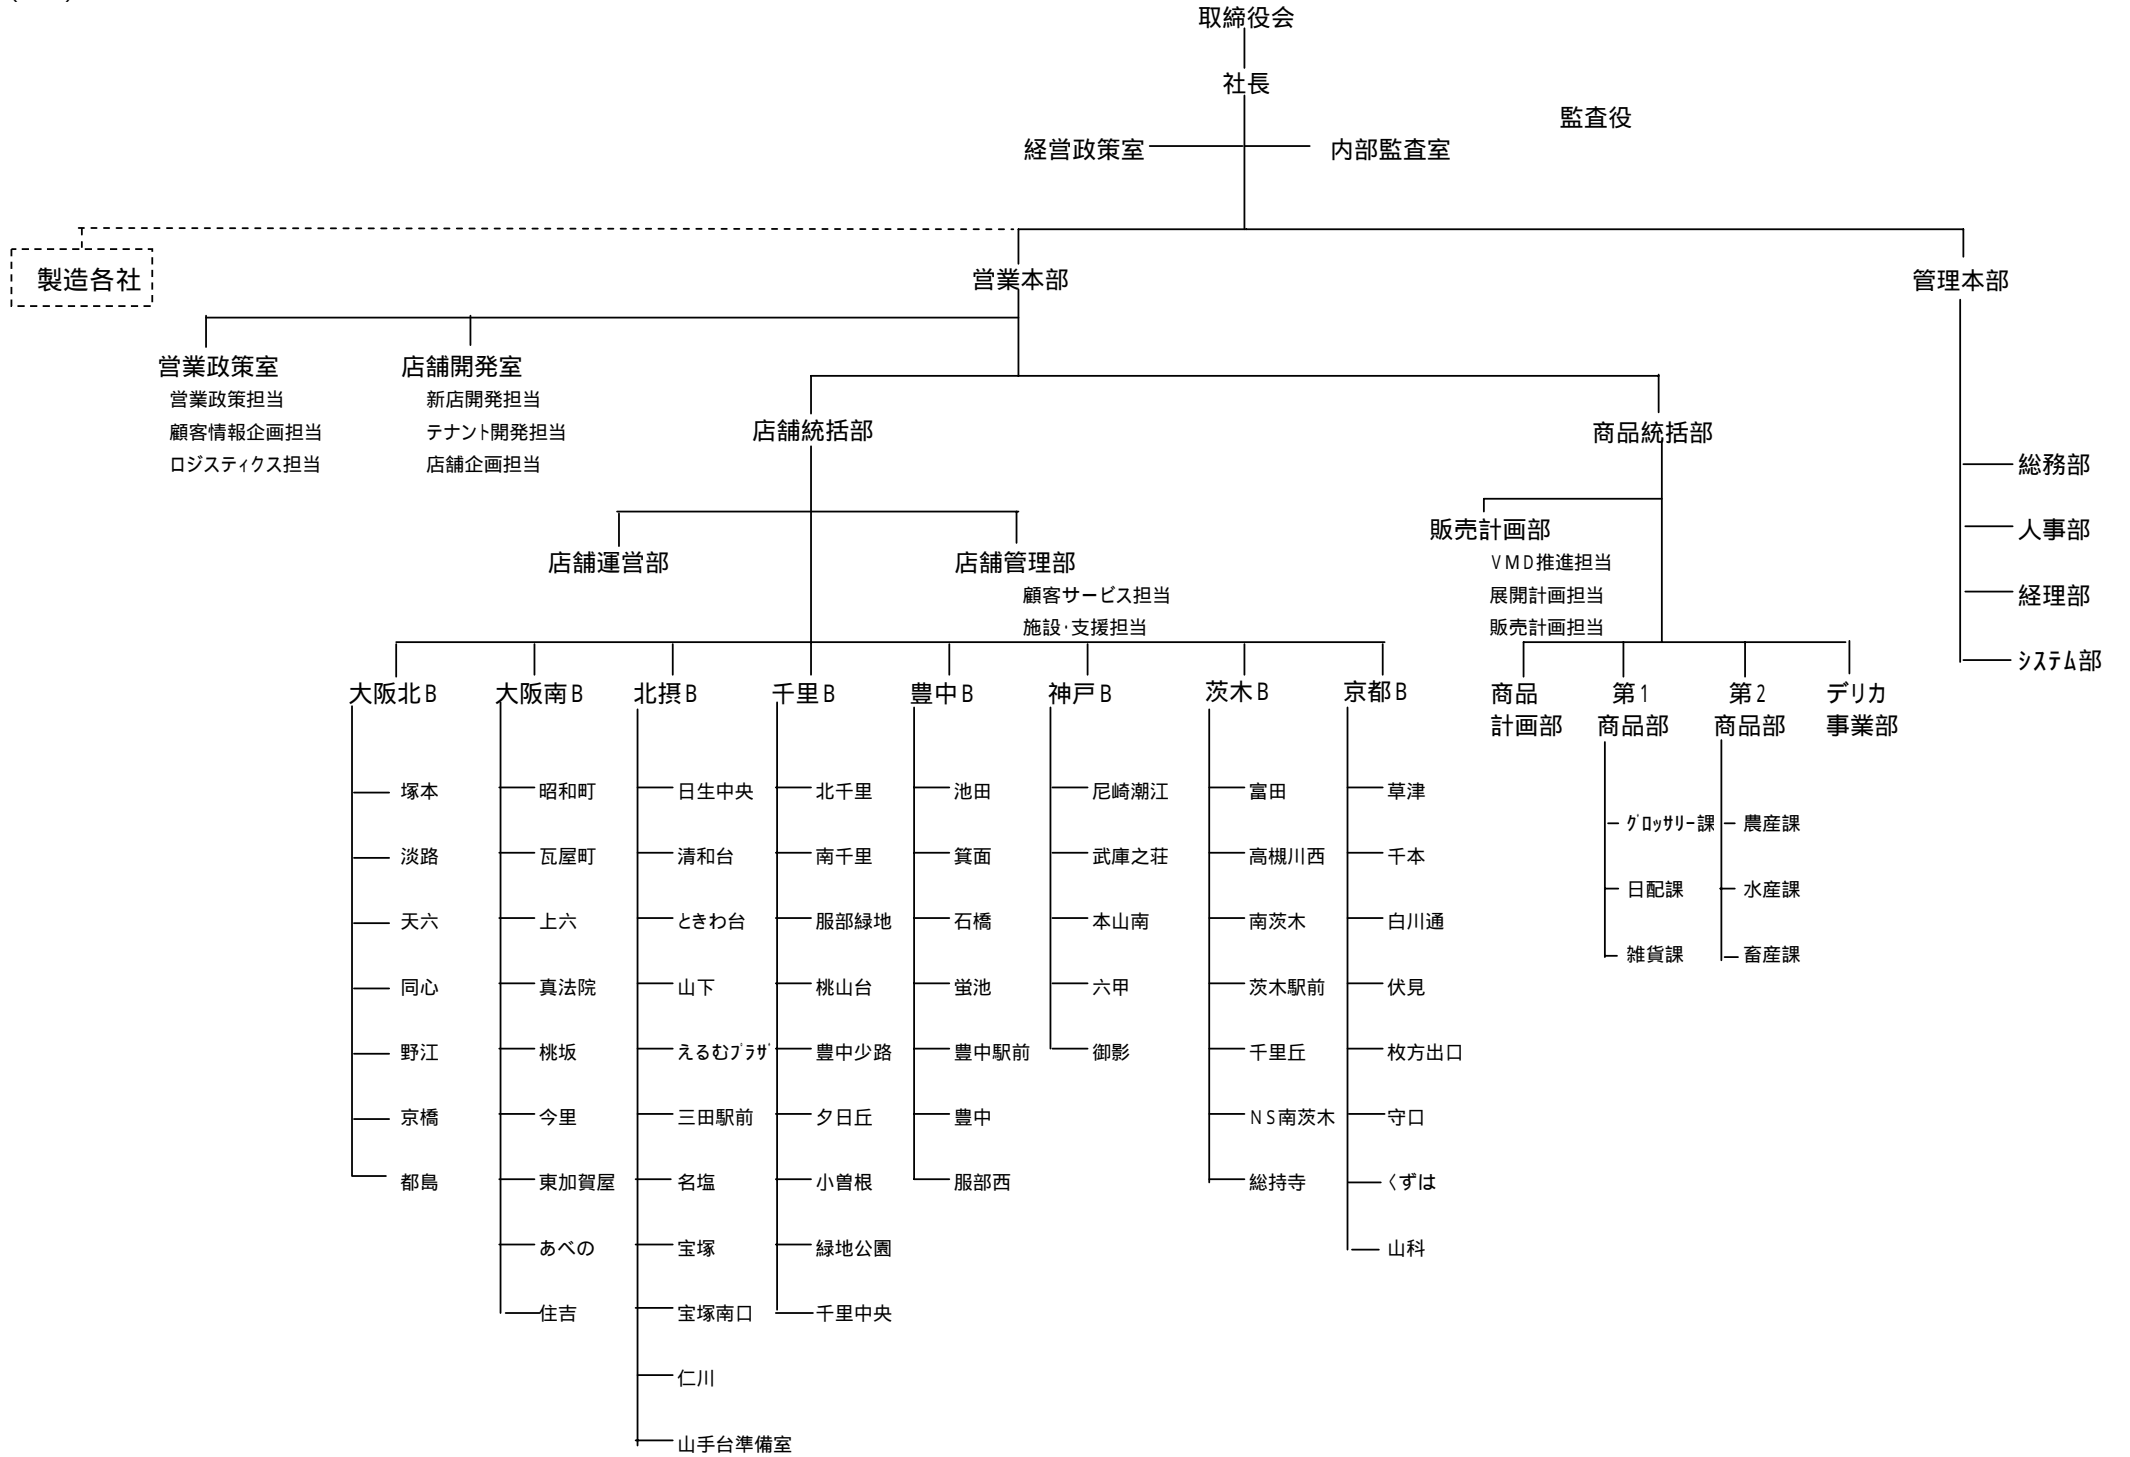 取締役会
社長
監査役
経営政策室
内部監査室
製造各社
営業本部
管理本部
営業政策室
営業政策担当
顧客情報企画担当
ロジスティクス担当
店舗開発室
新店開発担当
テナント開発担当
店舗企画担当
店舗統括部
商品統括部
総務部
人事部
経理部
システム部
店舗運営部
店舗管理部
顧客サービス担当
施設・支援担当
販売計画部
VMD推進担当
展開計画担当
販売計画担当
大阪北B
塚本
淡路
天六
同心
野江
京橋
都島
大阪南B
昭和町
瓦屋町
上六
真法院
桃坂
今里
東加賀屋
あべの
住吉
北摂B
日生中央
清和台
ときわ台
山下
えるむプラザ
三田駅前
名塩
宝塚
宝塚南口
仁川
山手台準備室
千里B
北千里
南千里
服部緑地
桃山台
豊中少路
夕日丘
小曽根
緑地公園
千里中央
豊中B
池田
箕面
石橋
蛍池
豊中駅前
豊中
服部西
神戸B
尼崎潮江
武庫之荘
本山南
六甲
御影
茨木B
富田
高槻川西
南茨木
茨木駅前
千里丘
NS南茨木
総持寺
京都B
草津
千本
白川通
伏見
枚方出口
守口
くずは
山科
商品
計画部
第1
商品部
グロッサリー課
日配課
雑貨課
第2
商品部
農産課
水産課
畜産課
デリカ
事業部